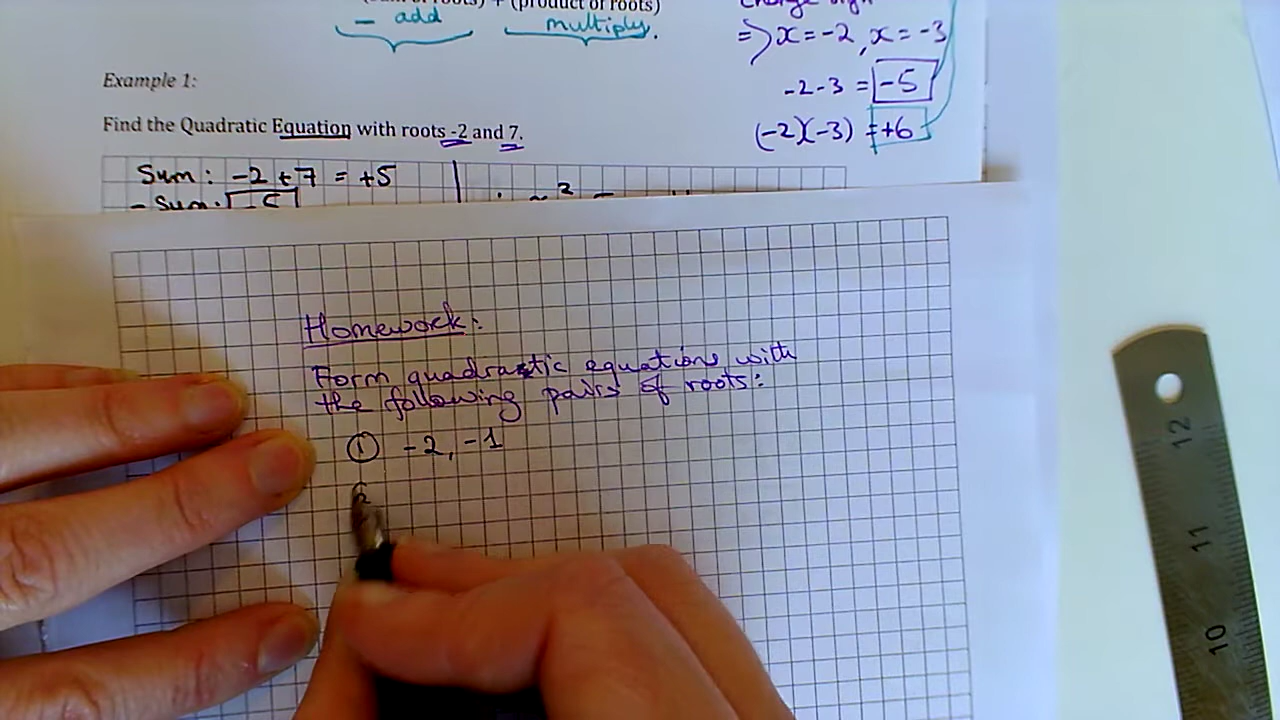 (product of roots)
− add
multiply.
=> x = -2, x = -3
-2 - 3 = -5
(-2)(-3) = +6
Example 1:
Find the Quadratic Equation with roots -2 and 7.
Sum: -2 + 7 = +5
- Sum:
Homework:
Form quadratic equations with
the following pairs of roots:
① -2, -1
12
11
10